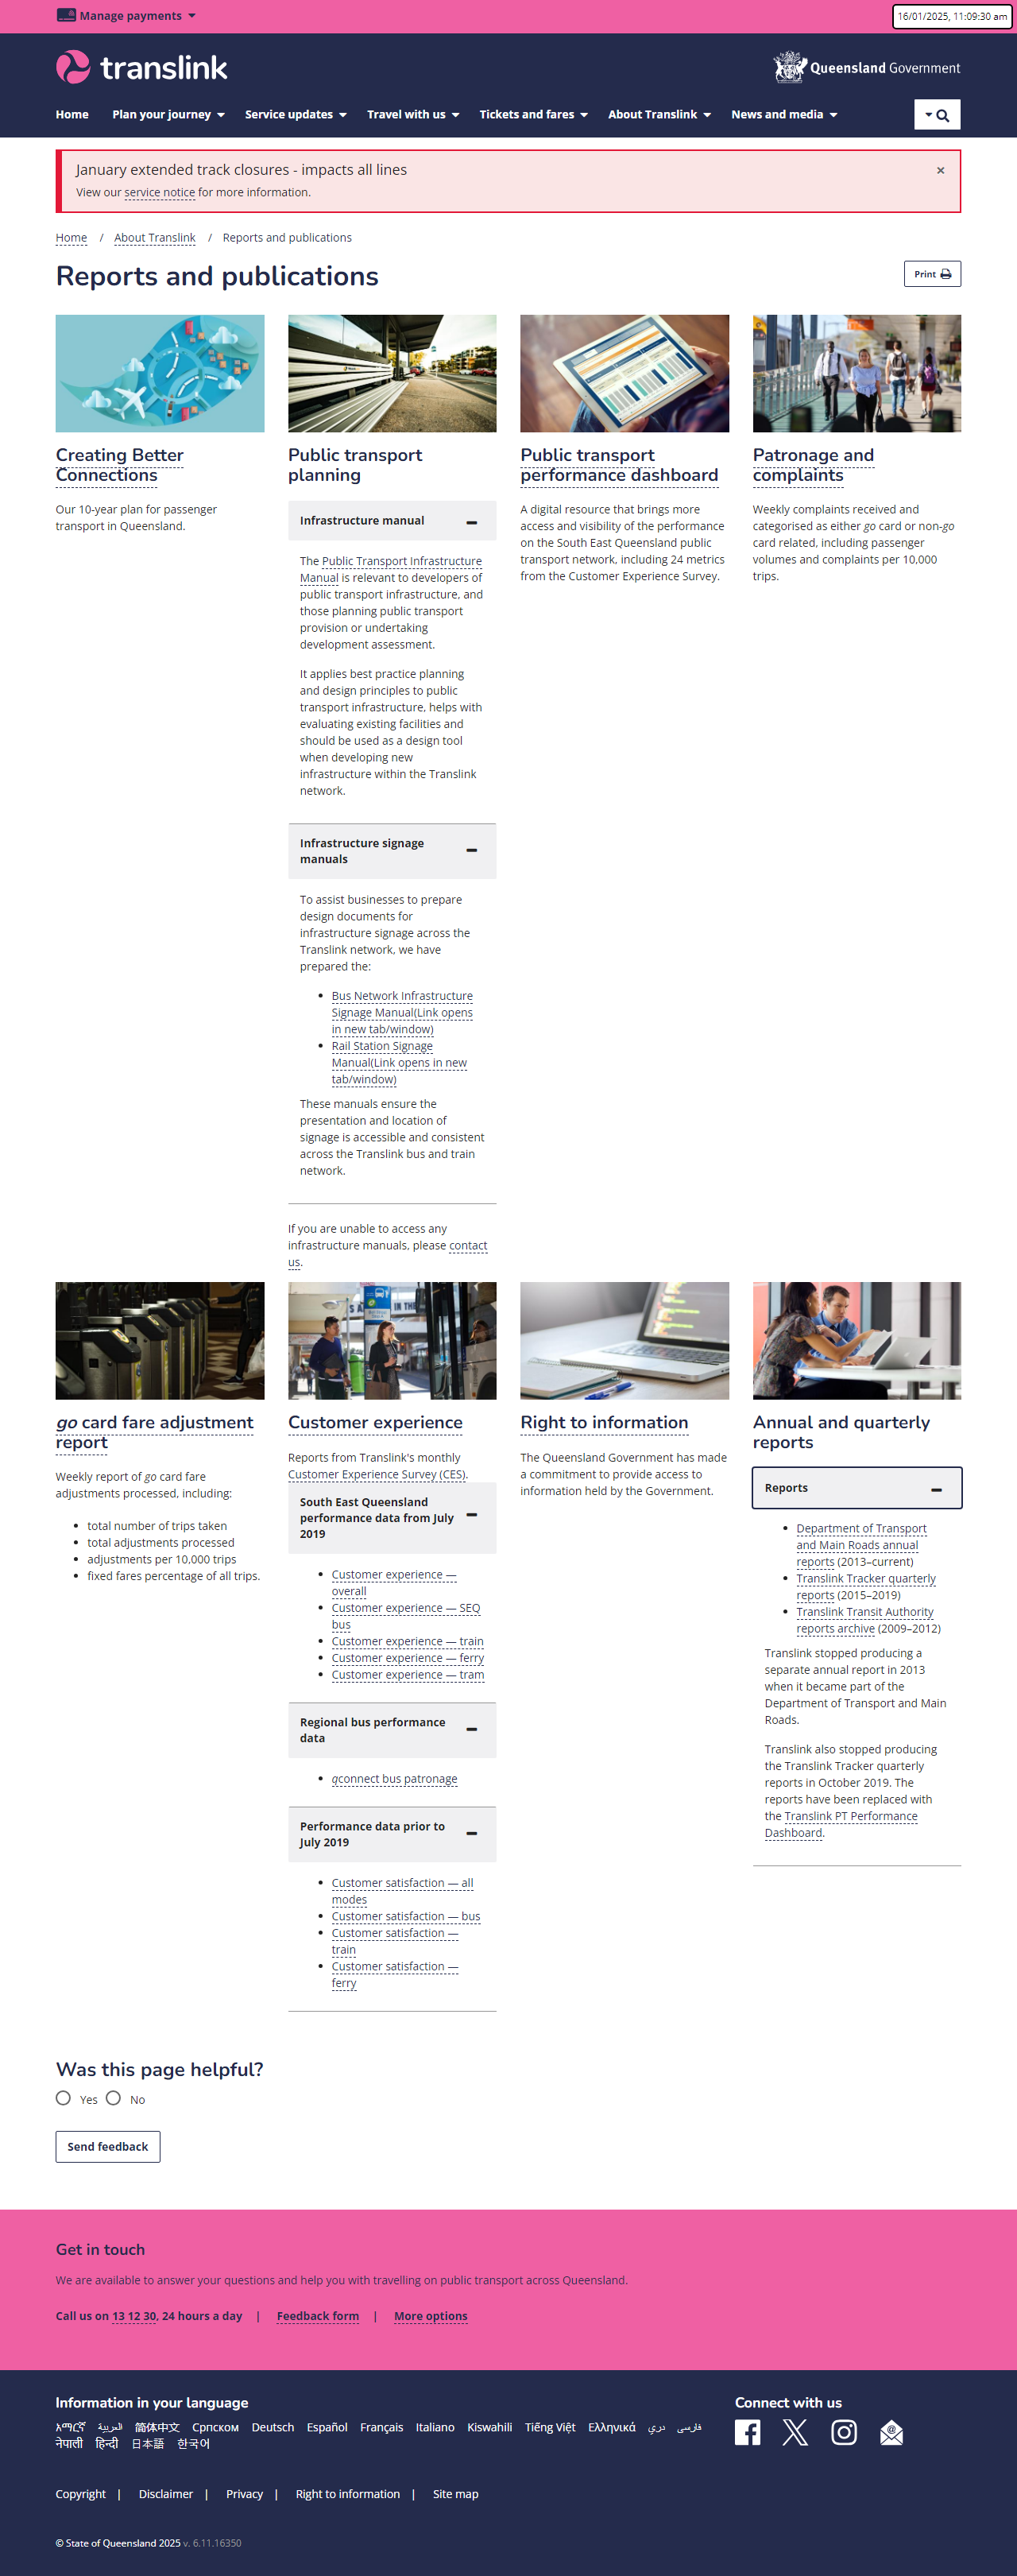 Manage payments
16/01/2025, 11:09:30 am
translink
Queensland Government
Home Plan your journey Service updates Travel with us Tickets and fares About Translink News and media
January extended track closures - impacts all lines
×
View our service notice for more information.
Home / About Translink / Reports and publications
Reports and publications
Print
Creating Better
Connections
Our 10-year plan for passenger
transport in Queensland.
Public transport
planning
Infrastructure manual
The Public Transport Infrastructure
Manual is relevant to developers of
public transport infrastructure, and
those planning public transport
provision or undertaking
development assessment.
It applies best practice planning
and design principles to public
transport infrastructure, helps with
evaluating existing facilities and
should be used as a design tool
when developing new
infrastructure within the Translink
network.
Infrastructure signage
manuals
To assist businesses to prepare
design documents for
infrastructure signage across the
Translink network, we have
prepared the:
• Bus Network Infrastructure
Signage Manual(Link opens
in new tab/window)
• Rail Station Signage
Manual(Link opens in new
tab/window)
These manuals ensure the
presentation and location of
signage is accessible and consistent
across the Translink bus and train
network.
If you are unable to access any
infrastructure manuals, please contact
us.
Public transport
performance dashboard
A digital resource that brings more
access and visibility of the performance
on the South East Queensland public
transport network, including 24 metrics
from the Customer Experience Survey.
Patronage and
complaints
Weekly complaints received and
categorised as either go card or non-go
card related, including passenger
volumes and complaints per 10,000
trips.
go card fare adjustment
report
Weekly report of go card fare
adjustments processed, including:
• total number of trips taken
• total adjustments processed
• adjustments per 10,000 trips
• fixed fares percentage of all trips.
Customer experience
Reports from Translink's monthly
Customer Experience Survey (CES).
South East Queensland
performance data from July
2019
• Customer experience — 
overall
• Customer experience — SEQ
bus
• Customer experience — train
• Customer experience — ferry
• Customer experience — tram
Regional bus performance
data
• qconnect bus patronage
Performance data prior to
July 2019
• Customer satisfaction — all
modes
• Customer satisfaction — bus
• Customer satisfaction —
train
• Customer satisfaction —
ferry
Right to information
The Queensland Government has made
a commitment to provide access to
information held by the Government.
Annual and quarterly
reports
Reports
• Department of Transport
and Main Roads annual
reports (2013–current)
• Translink Tracker quarterly
reports (2015–2019)
• Translink Transit Authority
reports archive (2009–2012)
Translink stopped producing a
separate annual report in 2013
when it became part of the
Department of Transport and Main
Roads.
Translink also stopped producing
the Translink Tracker quarterly
reports in October 2019. The
reports have been replaced with
the Translink PT Performance
Dashboard.
Was this page helpful?
Yes No
Send feedback
Get in touch
We are available to answer your questions and help you with travelling on public transport across Queensland.
Call us on 13 12 30, 24 hours a day | Feedback form | More options
Information in your language
አማርኛ العربية 简体中文 Српском Deutsch Español Français Italiano Kiswahili Tiếng Việt Ελληνικά دري فارسی
नेपाली हिन्दी 日本語 한국어
Connect with us
Copyright | Disclaimer | Privacy | Right to information | Site map
© State of Queensland 2025 v. 6.11.16350